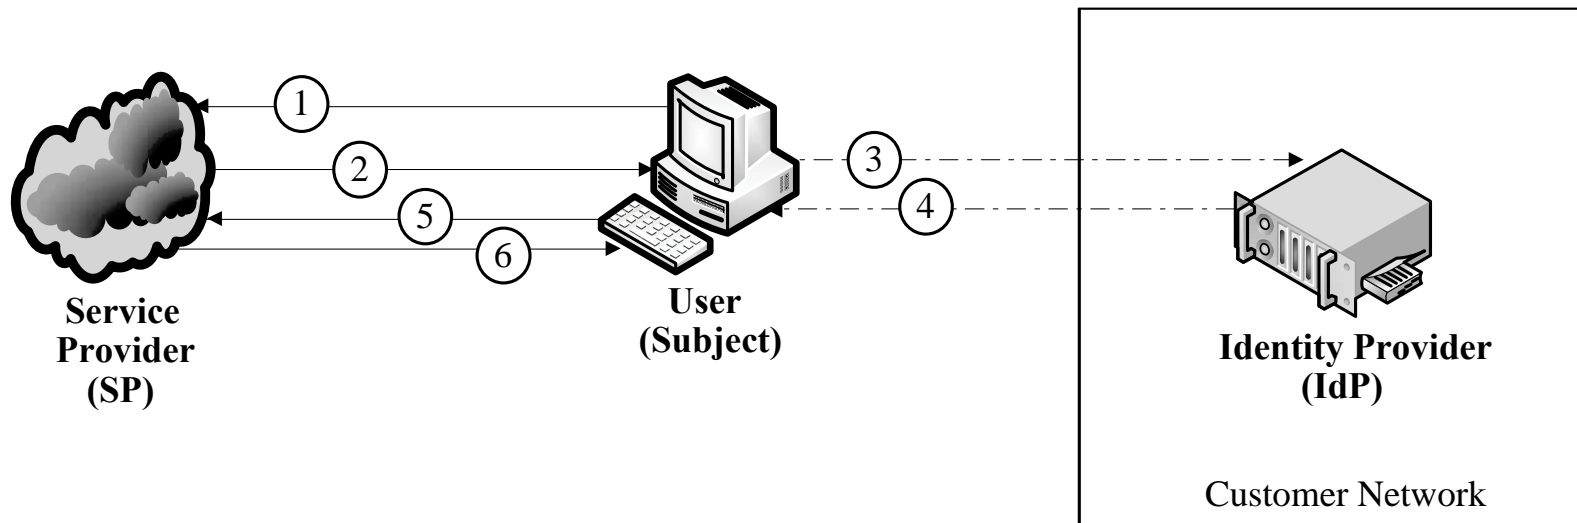 1
2
3
4
5
6
Service
Provider
(SP)
User
(Subject)
Identity Provider
(IdP)
Customer Network